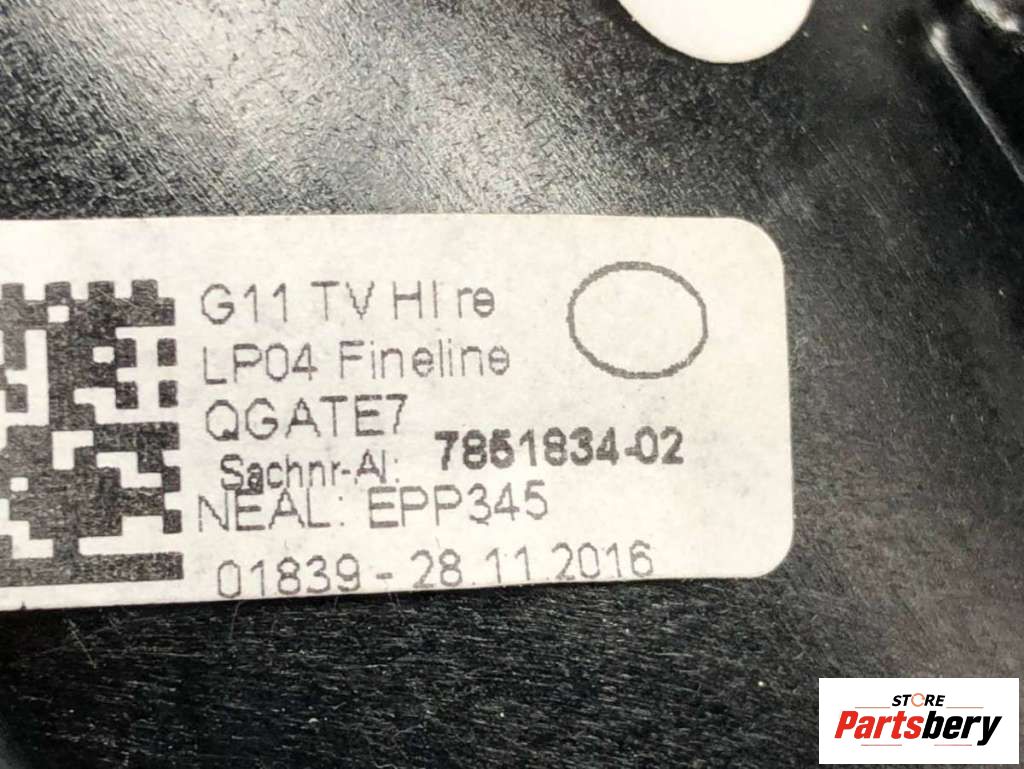 G11 TV HI re
LP04 Fineline
QGATE7
Sachnr-AI: 7851834-02
NEAL: EPP345
01839 - 28.11.2016
STORE
Partsbery